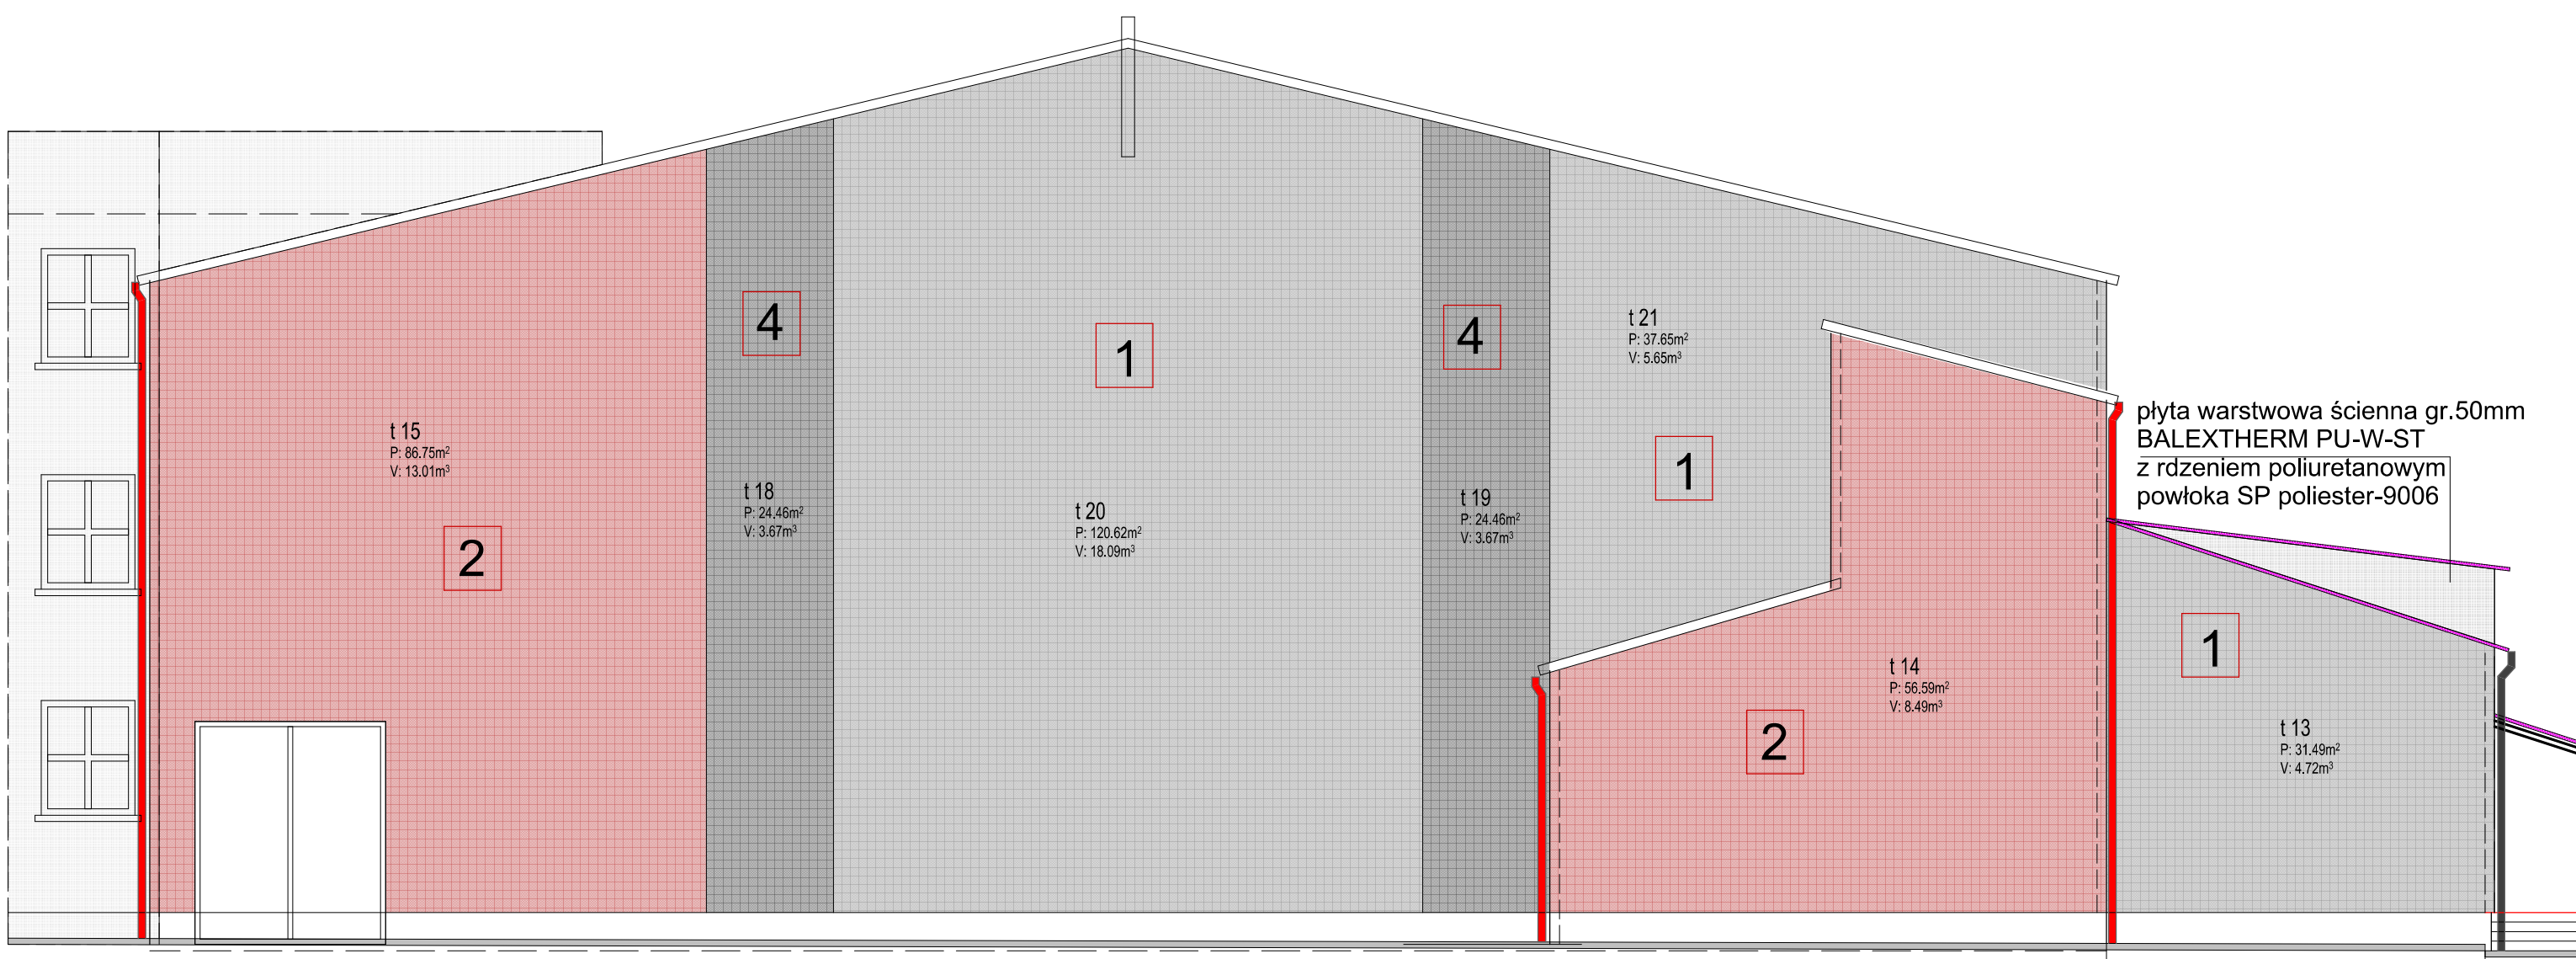 t 15
P: 86.75m²
V: 13.01m³
2
4
t 18
P: 24.46m²
V: 3.67m³
1
t 20
P: 120.62m²
V: 18.09m³
4
t 19
P: 24.46m²
V: 3.67m³
t 21
P: 37.65m²
V: 5.65m³
1
t 14
P: 56.59m²
V: 8.49m³
2
płyta warstwowa ścienna gr.50mm
BALEXTHERM PU-W-ST
z rdzeniem poliuretanowym
powłoka SP poliester-9006
1
t 13
P: 31.49m²
V: 4.72m³